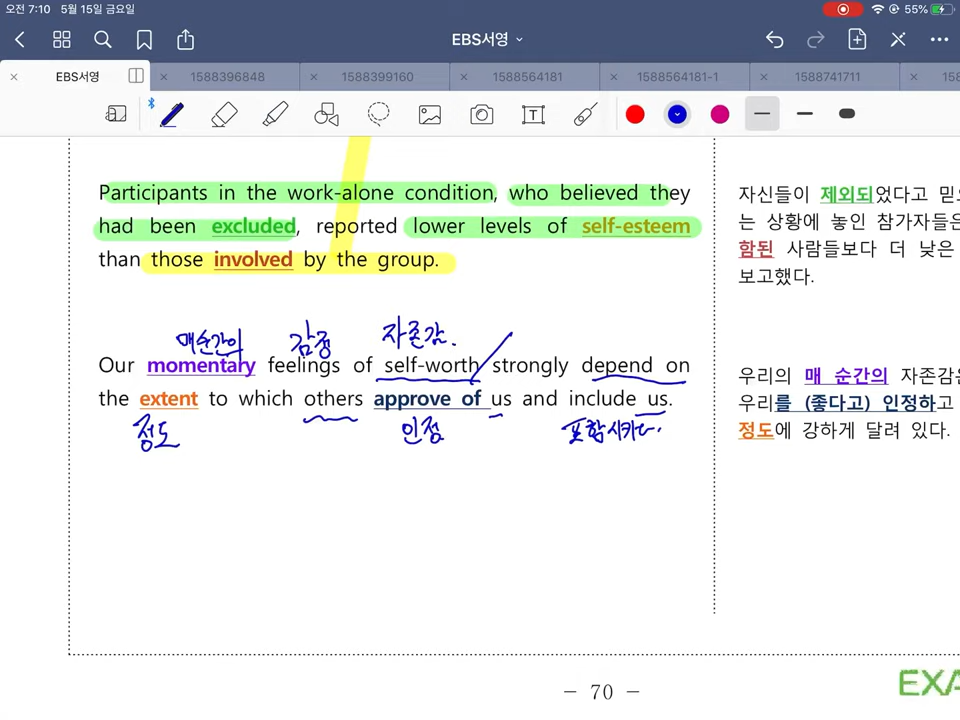 오전 7:10 5월 15일 금요일
55%
EBS서영
EBS서영
1588396848
1588399160
1588564181
1588564181-1
1588741711
Participants in the work-alone condition, who believed they
had been excluded, reported lower levels of self-esteem
than those involved by the group.
자신들이 제외되었다고 믿
는 상황에 놓인 참가자들은
함된 사람들보다 더 낮은
보고했다.
매순간의 감정 자존감.
Our momentary feelings of self-worth strongly depend on
the extent to which others approve of us and include us.
정도 인정 포함시키다.
우리의 매 순간의 자존감은
우리를 (좋다고) 인정하고
정도에 강하게 달려 있다.
- 70 -
EXA